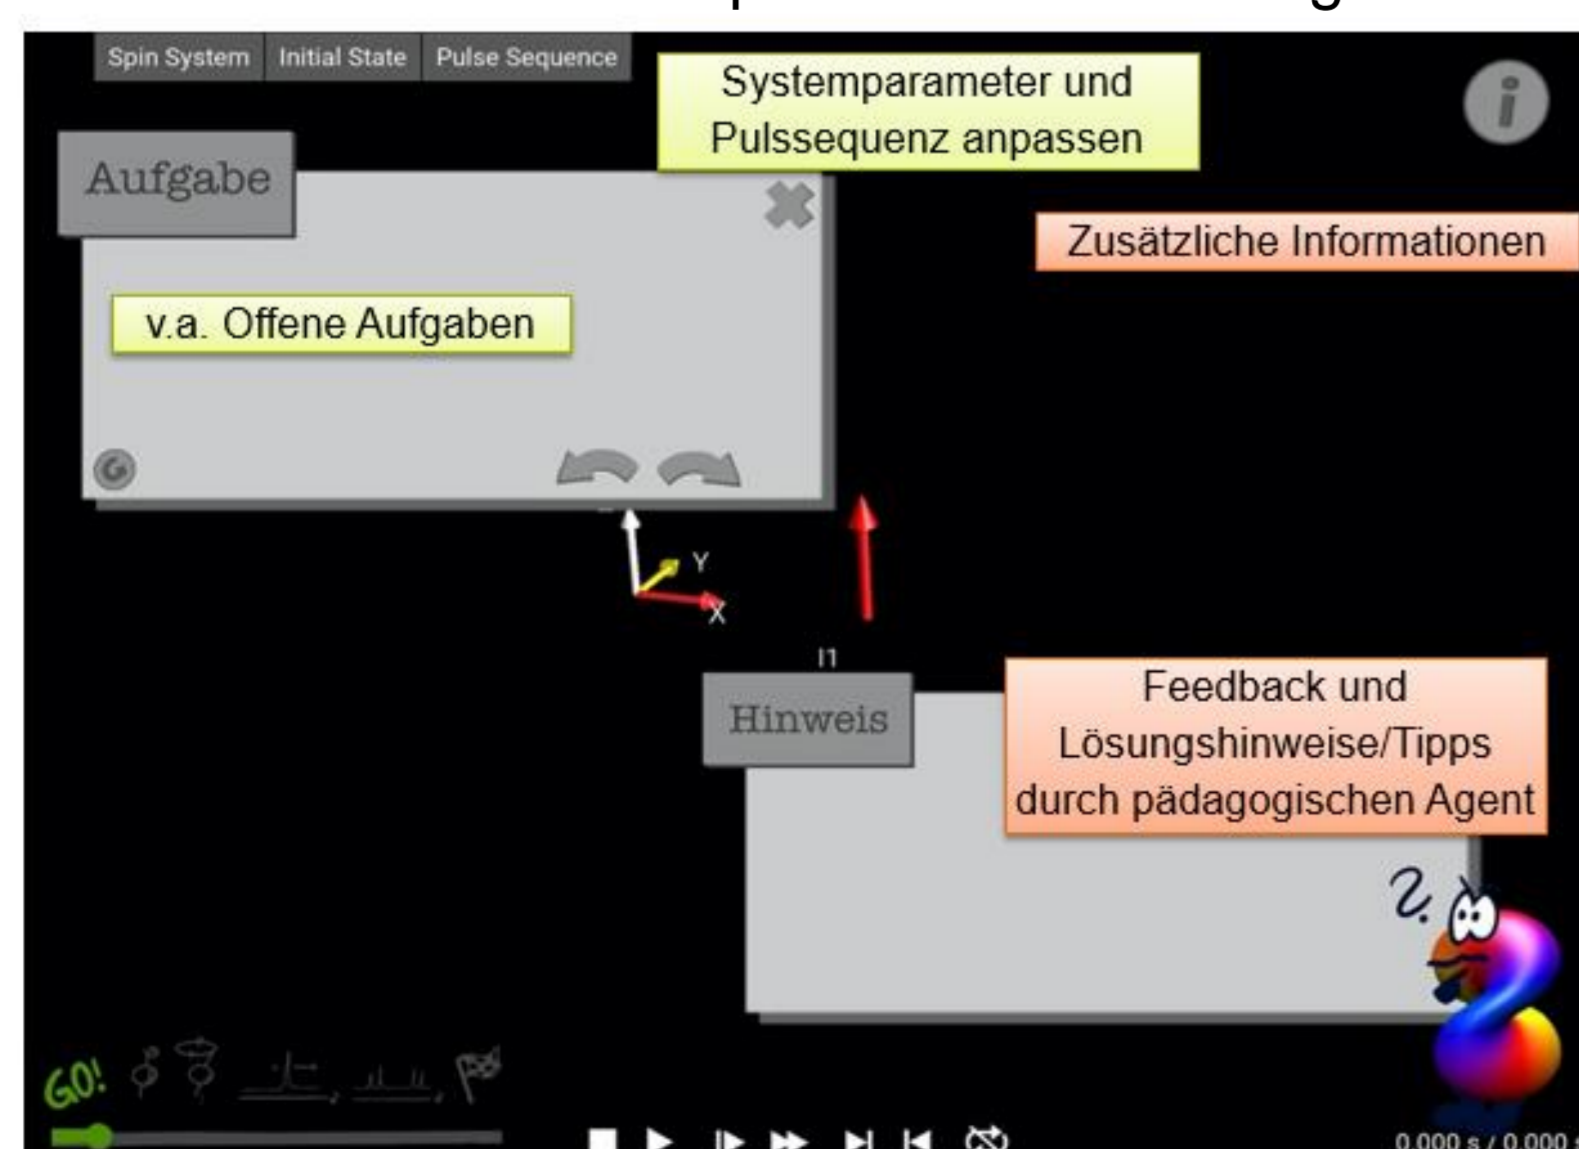 Spin System Initial State Pulse Sequence
Systemparameter und
Pulssequenz anpassen
i
Aufgabe
Zusätzliche Informationen
v.a. Offene Aufgaben
Y
X
I1
Hinweis
Feedback und
Lösungshinweise/Tipps
durch pädagogischen Agent
?
GO!
0.000 s / 0.000 s